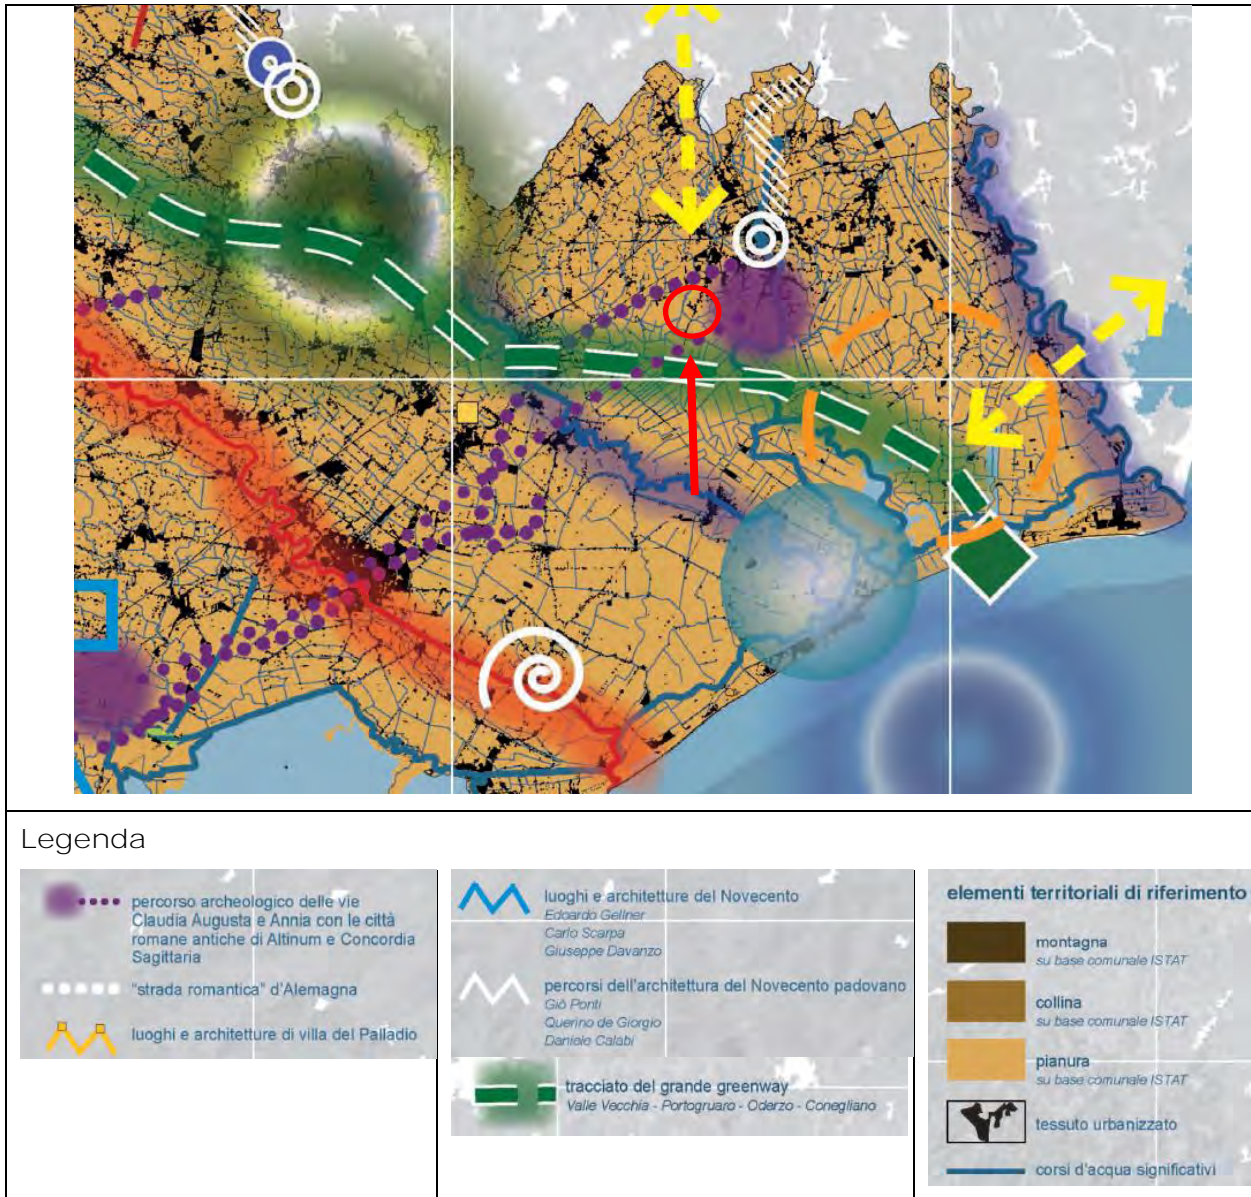 Legenda
percorso archeologico delle vie
Claudia Augusta e Annia con le città
romane antiche di Altinum e Concordia
Sagittaria
"strada romantica" d'Alemagna
luoghi e architetture di villa del Palladio
luoghi e architetture del Novecento
Edoardo Gellner
Carlo Scarpa
Giuseppe Davanzo
percorsi dell'architettura del Novecento padovano
Giò Ponti
Querino de Giorgio
Daniele Calabi
tracciato del grande greenway
Valle Vecchia - Portogruaro - Oderzo - Conegliano
elementi territoriali di riferimento
montagna
su base comunale ISTAT
collina
su base comunale ISTAT
pianura
su base comunale ISTAT
tessuto urbanizzato
corsi d'acqua significativi